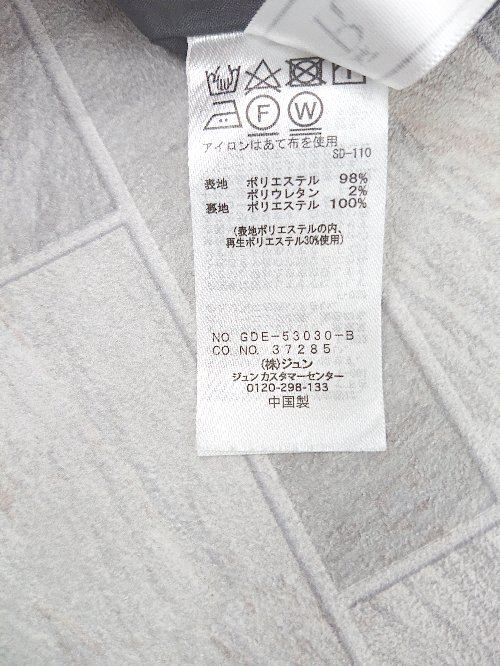 F W
アイロンはあて布を使用
SD-110
表地 ポリエステル 98%
ポリウレタン 2%
裏地 ポリエステル 100%
(表地ポリエステルの内、
再生ポリエステル30%使用)
NO. GDE-53030-B
CO NO. 37285
(株)ジュン
ジュン カスタマーセンター
0120-298-133
中国製